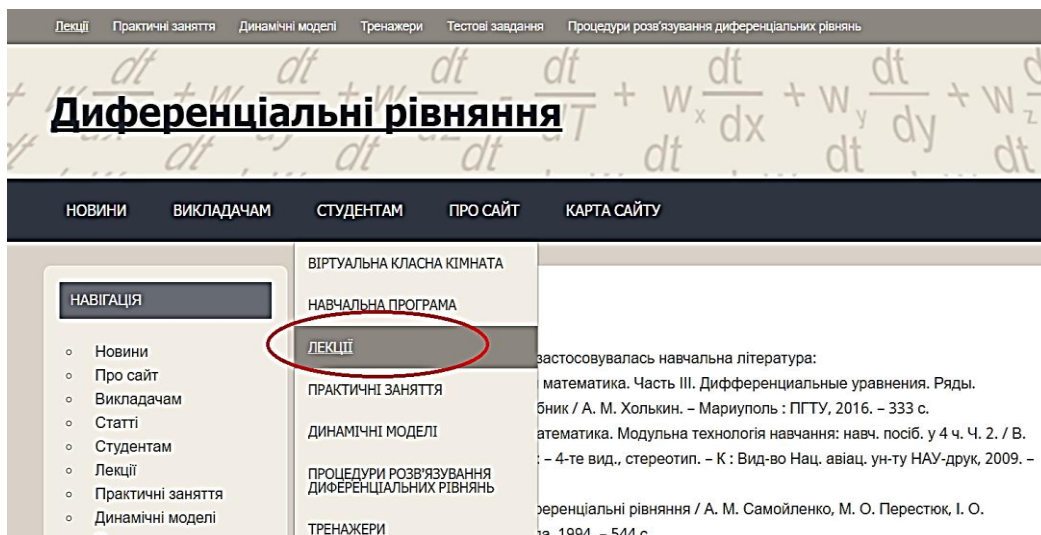 Лекції Практичні заняття Динамічні моделі Тренажери Тестові завдання Процедури розв'язування диференціальних рівнянь
Диференціальні рівняння
НОВИНИ ВИКЛАДАЧАМ СТУДЕНТАМ ПРО САЙТ КАРТА САЙТУ
НАВІГАЦІЯ
Новини
Про сайт
Викладачам
Статті
Студентам
Лекції
Практичні заняття
Динамічні моделі
ВІРТУАЛЬНА КЛАСНА КІМНАТА
НАВЧАЛЬНА ПРОГРАМА
ЛЕКЦІЇ
ПРАКТИЧНІ ЗАНЯТТЯ
ДИНАМІЧНІ МОДЕЛІ
ПРОЦЕДУРИ РОЗВ'ЯЗУВАННЯ
ДИФЕРЕНЦІАЛЬНИХ РІВНЯНЬ
ТРЕНАЖЕРИ
застосовувалась навчальна література:
математика. Часть III. Дифференциальные уравнения. Ряды.
/ А. М. Холькин. – Мариуполь : ПГТУ, 2016. – 333 с.
Модульна технологія навчання: навч. посіб. у 4 ч. Ч. 2. / В.
– 4-те вид., стереотип. – К : Вид-во Нац. авіац. ун-ту НАУ-друк, 2009. –
рівняння / А. М. Самойленко, М. О. Перестюк, І. О.
1994. – 544 с.